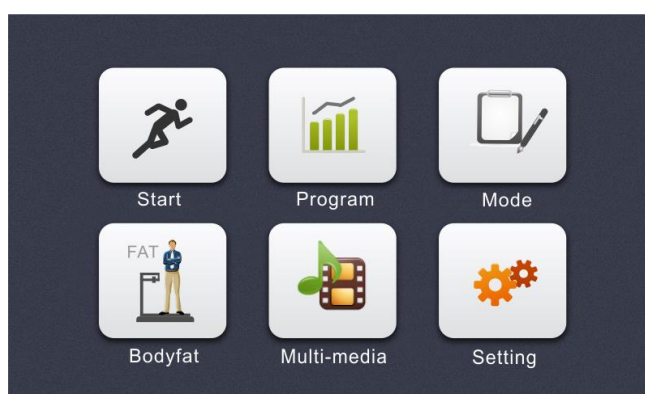 Start
Program
Mode
FAT
Bodyfat
Multi-media
Setting